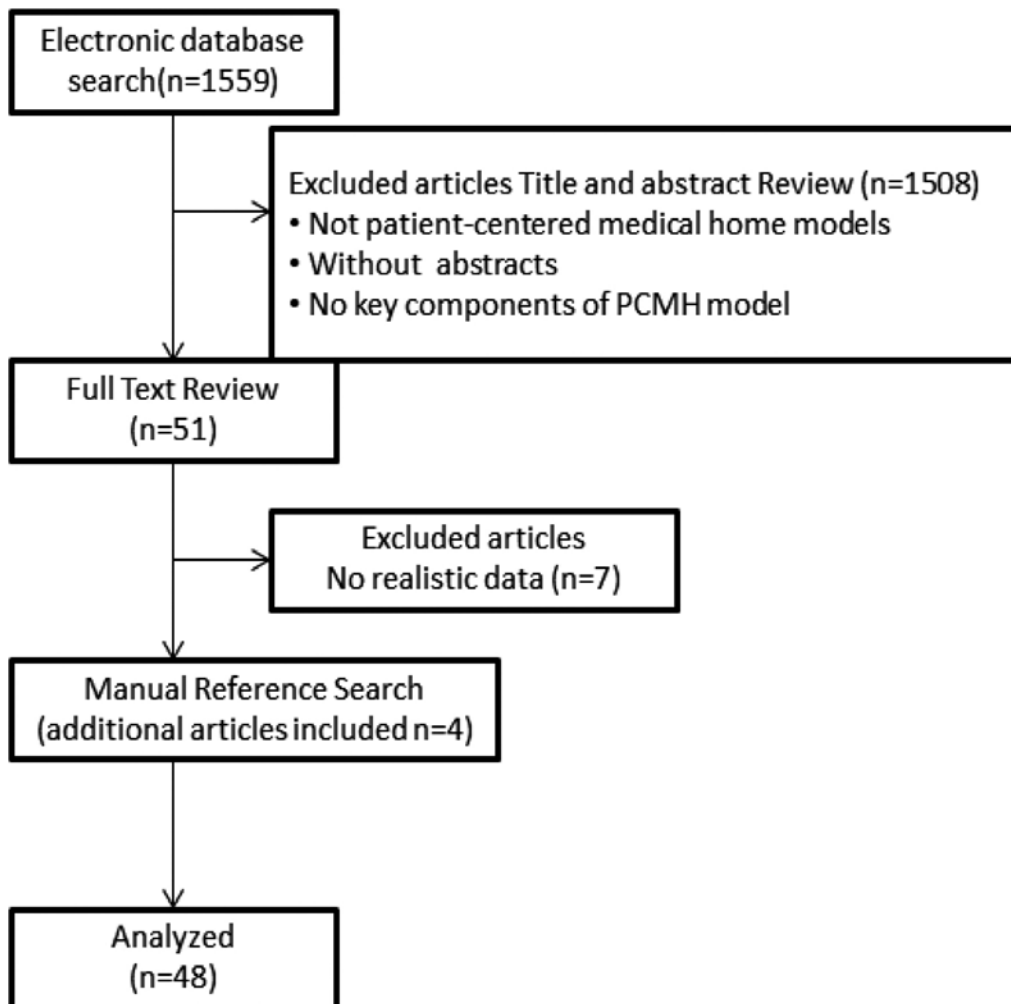 Electronic database
search(n=1559)
Excluded articles Title and abstract Review (n=1508)
• Not patient-centered medical home models
• Without abstracts
• No key components of PCMH model
Full Text Review
(n=51)
Excluded articles
No realistic data (n=7)
Manual Reference Search
(additional articles included n=4)
Analyzed
(n=48)